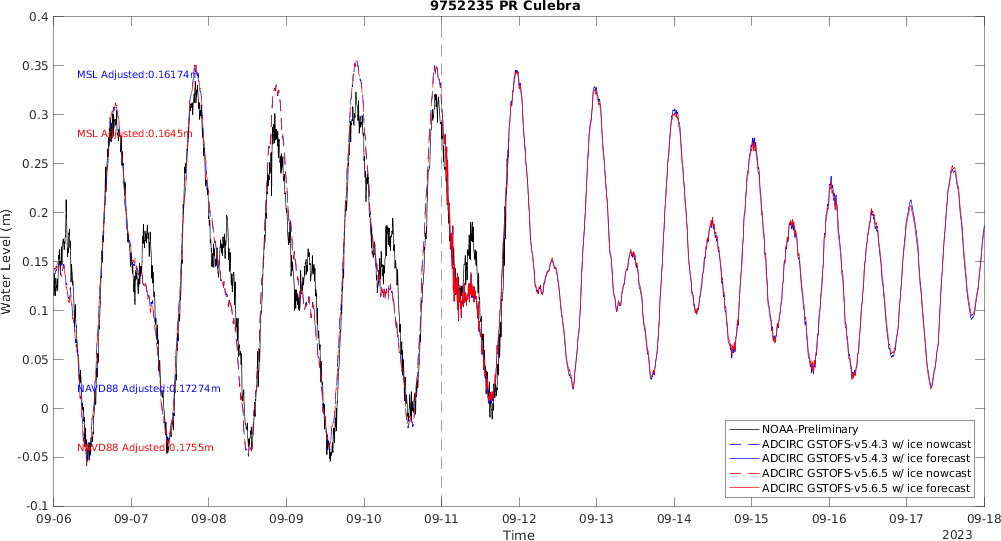 9752235 PR Culebra
0.4
0.35
0.3
0.25
0.2
0.15
0.1
0.05
0
-0.05
-0.1
Water Level (m)
MSL Adjusted:0.16174m
MSL Adjusted:0.1645m
NAVD88 Adjusted:0.17274m
NAVD88 Adjusted:0.1755m
NOAA-Preliminary
ADCIRC GSTOFS-v5.4.3 w/ ice nowcast
ADCIRC GSTOFS-v5.4.3 w/ ice forecast
ADCIRC GSTOFS-v5.6.5 w/ ice nowcast
ADCIRC GSTOFS-v5.6.5 w/ ice forecast
09-06 09-07 09-08 09-09 09-10 09-11 09-12 09-13 09-14 09-15 09-16 09-17 09-18
Time
2023